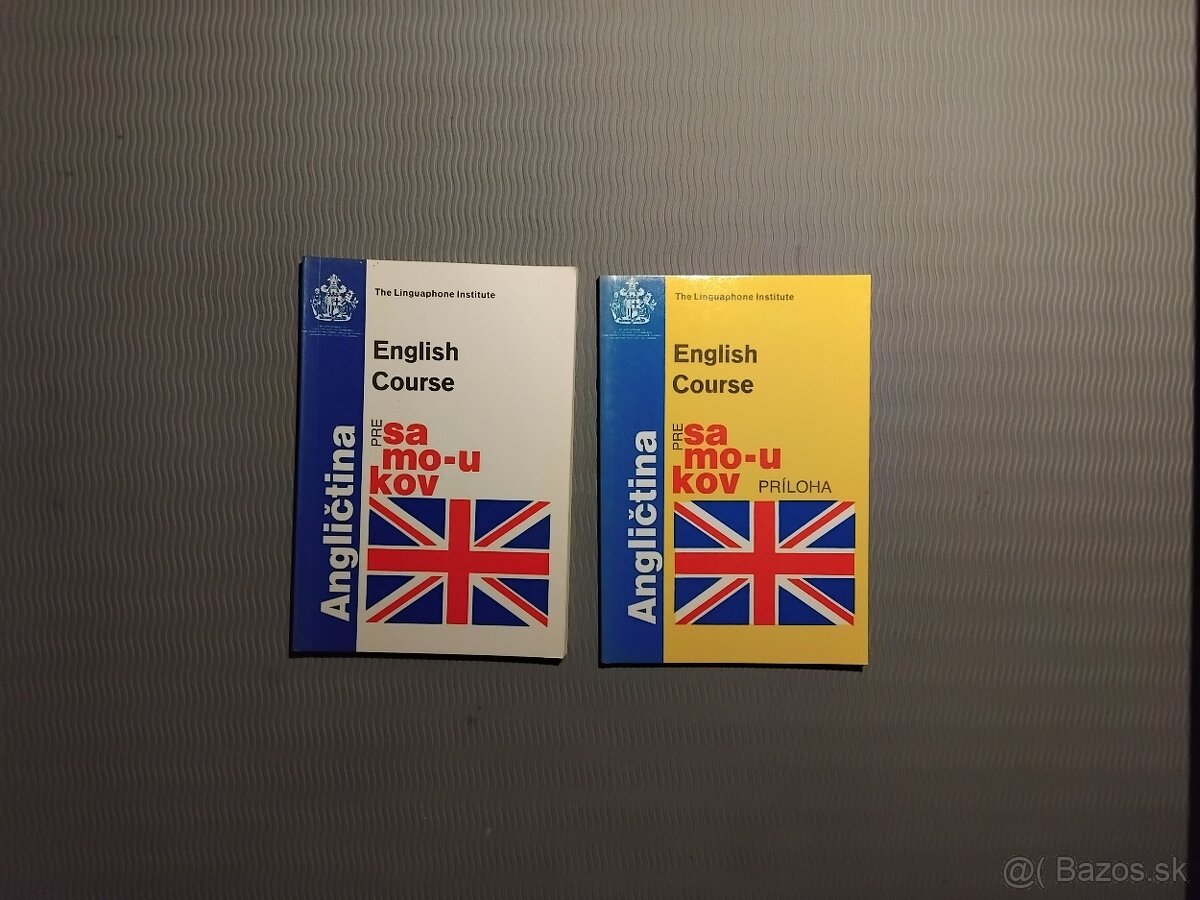 The Linguaphone Institute
English
Course
PRE
sa
mo-u
kov
Angličtina
The Linguaphone Institute
English
Course
PRE
sa
mo-u
kov PRÍLOHA
Angličtina
@( Bazos.sk